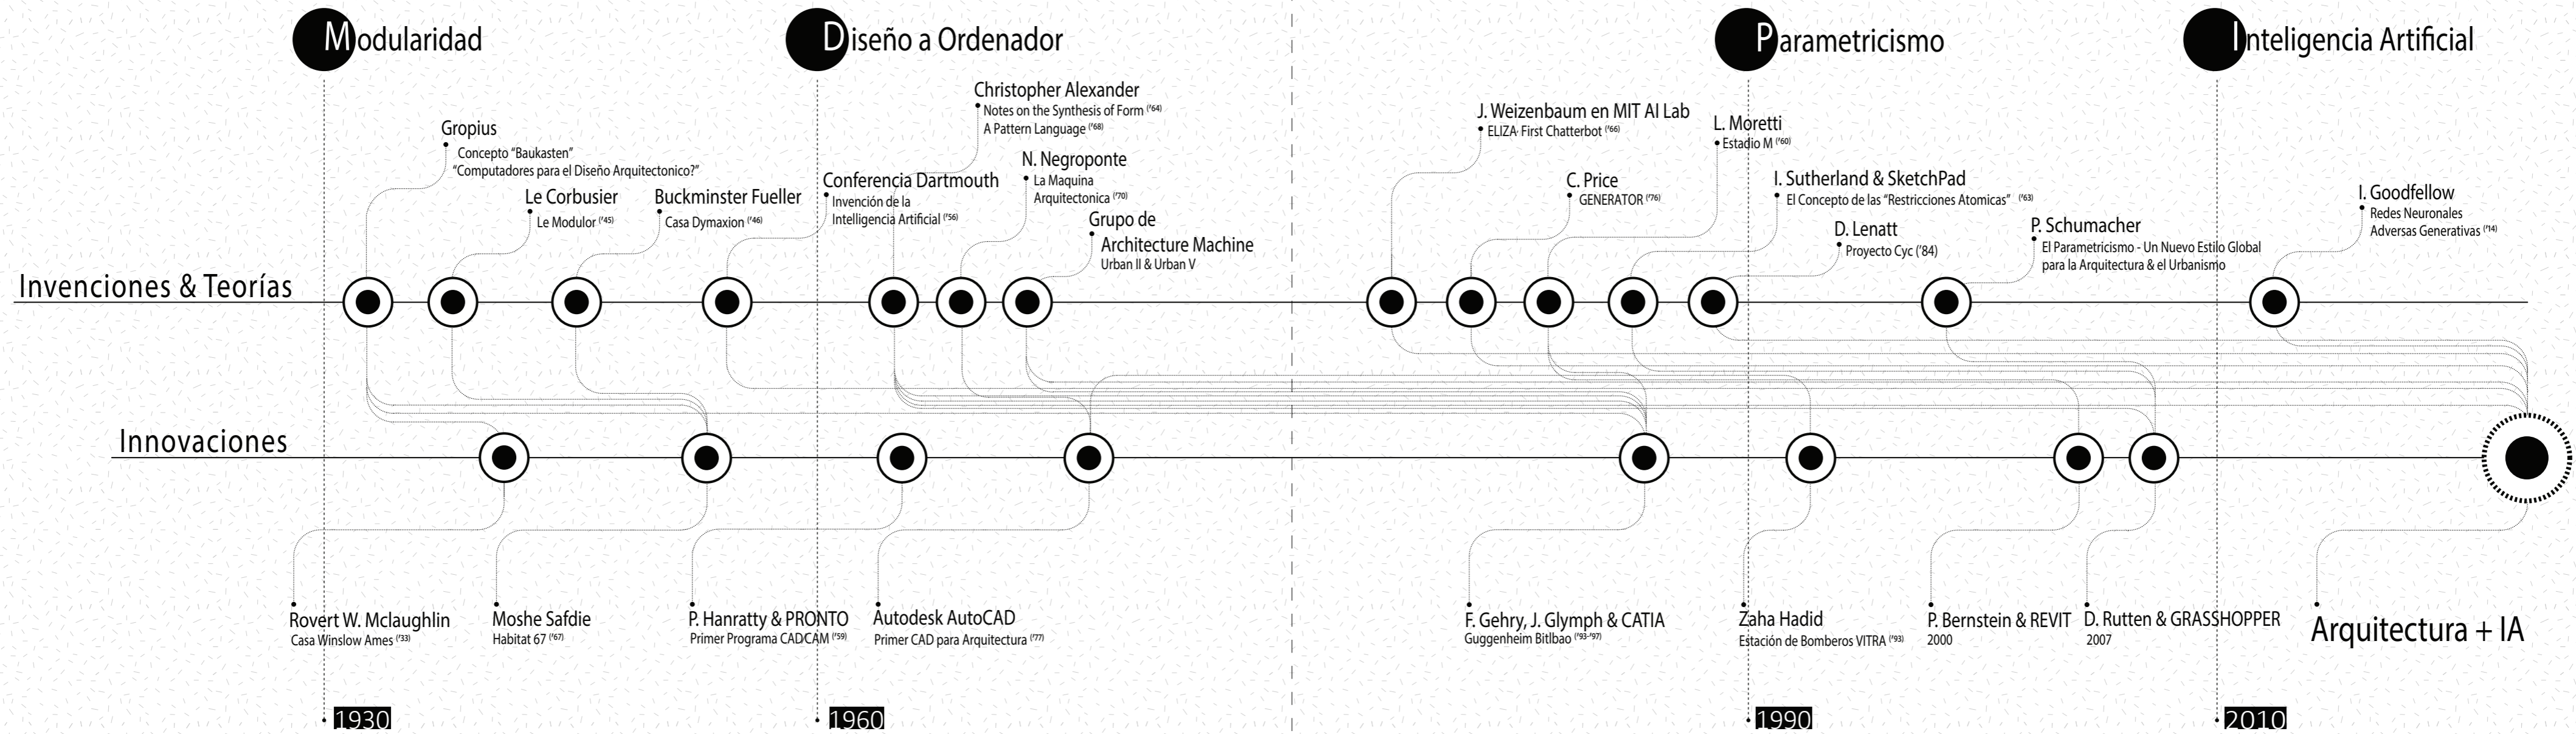 Modularidad
Diseño a Ordenador
Parametricismo
Inteligencia Artificial
Gropius
Concepto “Baukasten”
“Computadores para el Diseño Arquitectonico?”
Le Corbusier
Le Modulor (’45)
Buckminster Fueller
Casa Dymaxion (’46)
Conferencia Dartmouth
Invención de la
Intelligencia Artificial (’56)
Christopher Alexander
Notes on the Synthesis of Form (’64)
A Pattern Language (’68)
N. Negroponte
La Maquina
Arquitectonica (’70)
Grupo de
Architecture Machine
Urban II & Urban V
J. Weizenbaum en MIT AI Lab
ELIZA· First Chatterbot (’66)
C. Price
GENERATOR (’76)
L. Moretti
Estadio M (’60)
I. Sutherland & SketchPad
El Concepto de las “Restricciones Atomicas” (’63)
D. Lenatt
Proyecto Cyc (’84)
P. Schumacher
El Parametricismo - Un Nuevo Estilo Global
para la Arquitectura & el Urbanismo
I. Goodfellow
Redes Neuronales
Adversas Generativas (’14)
Invenciones & Teorías
Innovaciones
Rovert W. Mclaughlin
Casa Winslow Ames (’33)
Moshe Safdie
Habitat 67 (’67)
P. Hanratty & PRONTO
Primer Programa CADCAM (’59)
Autodesk AutoCAD
Primer CAD para Arquitectura (’77)
F. Gehry, J. Glymph & CATIA
Guggenheim Bitlbao (’93-’97)
Zaha Hadid
Estación de Bomberos VITRA (’93)
P. Bernstein & REVIT
2000
D. Rutten & GRASSHOPPER
2007
Arquitectura + IA
1930
1960
1990
2010